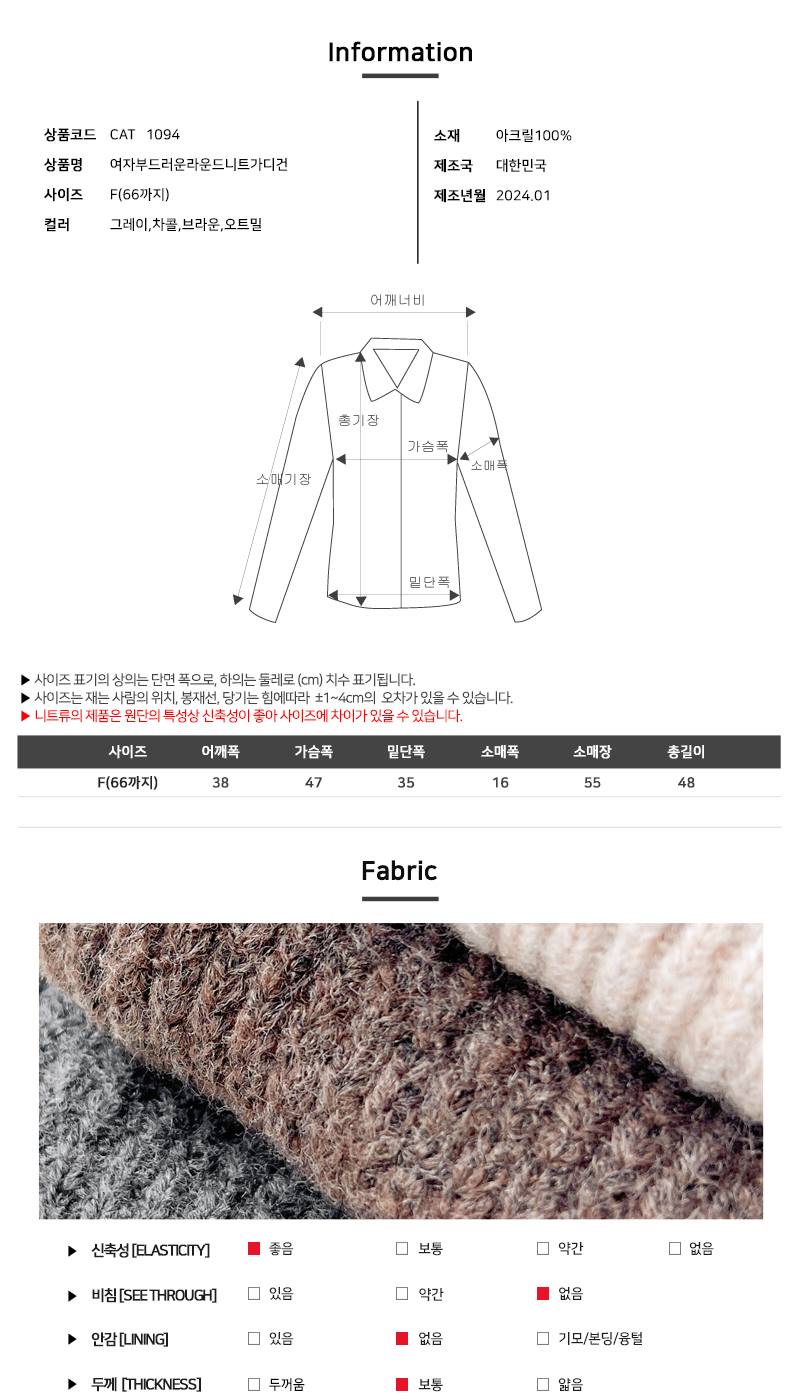 Information
상품코드 CAT 1094
상품명 여자부드러운라운드니트가디건
사이즈 F(66까지)
컬러 그레이,차콜,브라운,오트밀
소재 아크릴100%
제조국 대한민국
제조년월 2024.01
어깨너비
총기장
가슴폭
소매폭
소매기장
밑단폭
▶ 사이즈 표기의 상의는 단면 폭으로, 하의는 둘레로 (cm) 치수 표기됩니다.
▶ 사이즈는 재는 사람의 위치, 봉재선, 당기는 힘에따라 ±1~4cm의 오차가 있을 수 있습니다.
▶ 니트류의 제품은 원단의 특성상 신축성이 좋아 사이즈에 차이가 있을 수 있습니다.
사이즈 어깨폭 가슴폭 밑단폭 소매폭 소매장 총길이
F(66까지) 38 47 35 16 55 48
Fabric
▶ 신축성 [ELASTICITY] 좋음 보통 약간 없음
▶ 비침 [SEE THROUGH] 있음 약간 없음
▶ 안감 [LINING] 있음 없음 기모/본딩/융털
▶ 두께 [THICKNESS] 두꺼움 보통 얇음